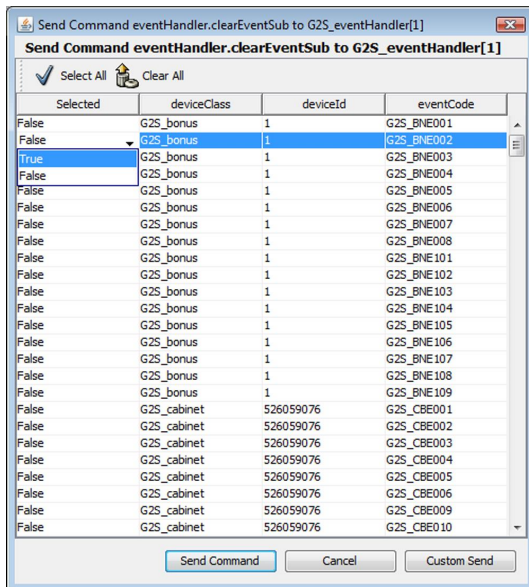 Send Command eventHandler.clearEventSub to G2S_eventHandler[1]
Send Command eventHandler.clearEventSub to G2S_eventHandler[1]
Select All Clear All
Selected deviceClass deviceId eventCode
False G2S_bonus 1 G2S_BNE001
False G2S_bonus 1 G2S_BNE002
True G2S_bonus 1 G2S_BNE003
False G2S_bonus 1 G2S_BNE004
False G2S_bonus 1 G2S_BNE005
False G2S_bonus 1 G2S_BNE006
False G2S_bonus 1 G2S_BNE007
False G2S_bonus 1 G2S_BNE008
False G2S_bonus 1 G2S_BNE101
False G2S_bonus 1 G2S_BNE102
False G2S_bonus 1 G2S_BNE103
False G2S_bonus 1 G2S_BNE104
False G2S_bonus 1 G2S_BNE105
False G2S_bonus 1 G2S_BNE106
False G2S_bonus 1 G2S_BNE107
False G2S_bonus 1 G2S_BNE108
False G2S_bonus 1 G2S_BNE109
False G2S_cabinet 526059076 G2S_CBE001
False G2S_cabinet 526059076 G2S_CBE002
False G2S_cabinet 526059076 G2S_CBE003
False G2S_cabinet 526059076 G2S_CBE004
False G2S_cabinet 526059076 G2S_CBE005
False G2S_cabinet 526059076 G2S_CBE006
False G2S_cabinet 526059076 G2S_CBE009
False G2S_cabinet 526059076 G2S_CBE010
Send Command Cancel Custom Send